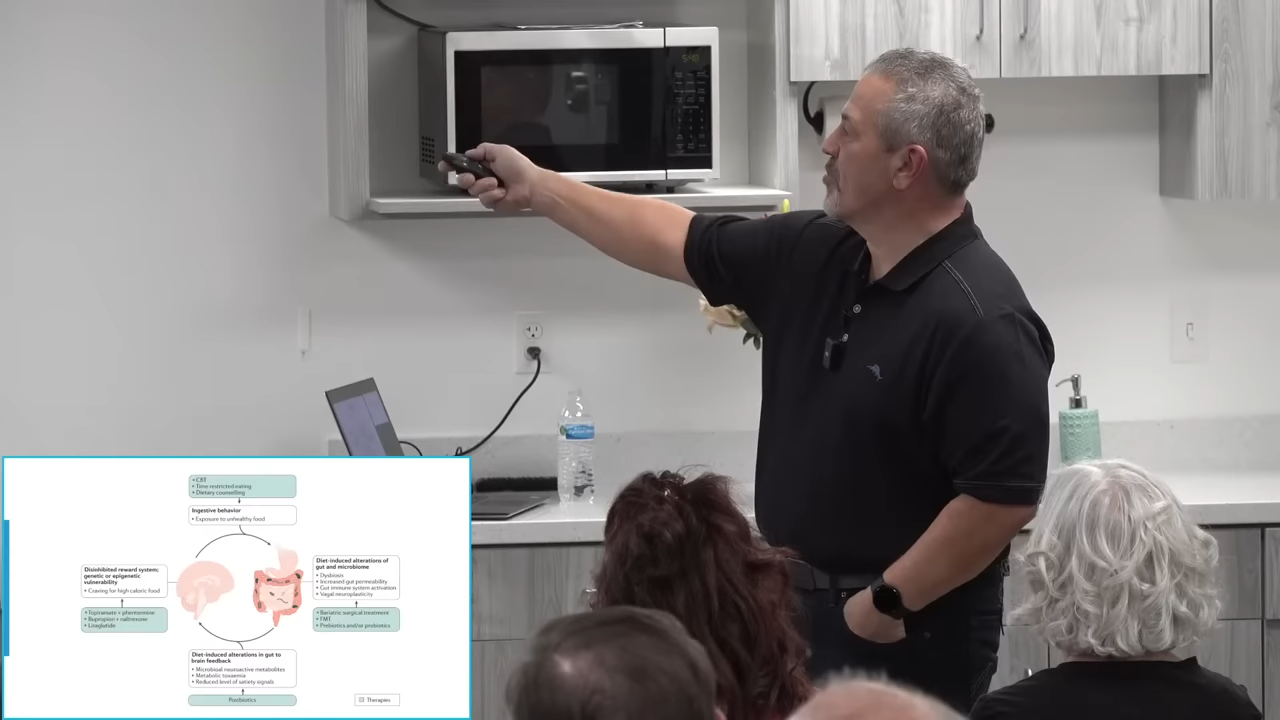 5:40
• CBT
• Time restricted eating
• Dietary counselling
Ingestive behavior
• Exposure to unhealthy food
Disinhibited reward system;
genetic or epigenetic
vulnerability
• Craving for high caloric food
• Topiramate + phentermine
• Bupropion + naltrexone
• Liraglutide
Diet-induced alterations of
gut and microbiome
• Dysbiosis
• Increased gut permeability
• Gut immune system activation
• Vagal neuroplasticity
• Bariatric surgical treatment
• FMT
• Prebiotics and/or probiotics
Diet-induced alterations in gut to
brain feedback
• Microbial neuroactive metabolites
• Metabolic toxaemia
• Reduced level of satiety signals
Postbiotics
Therapies